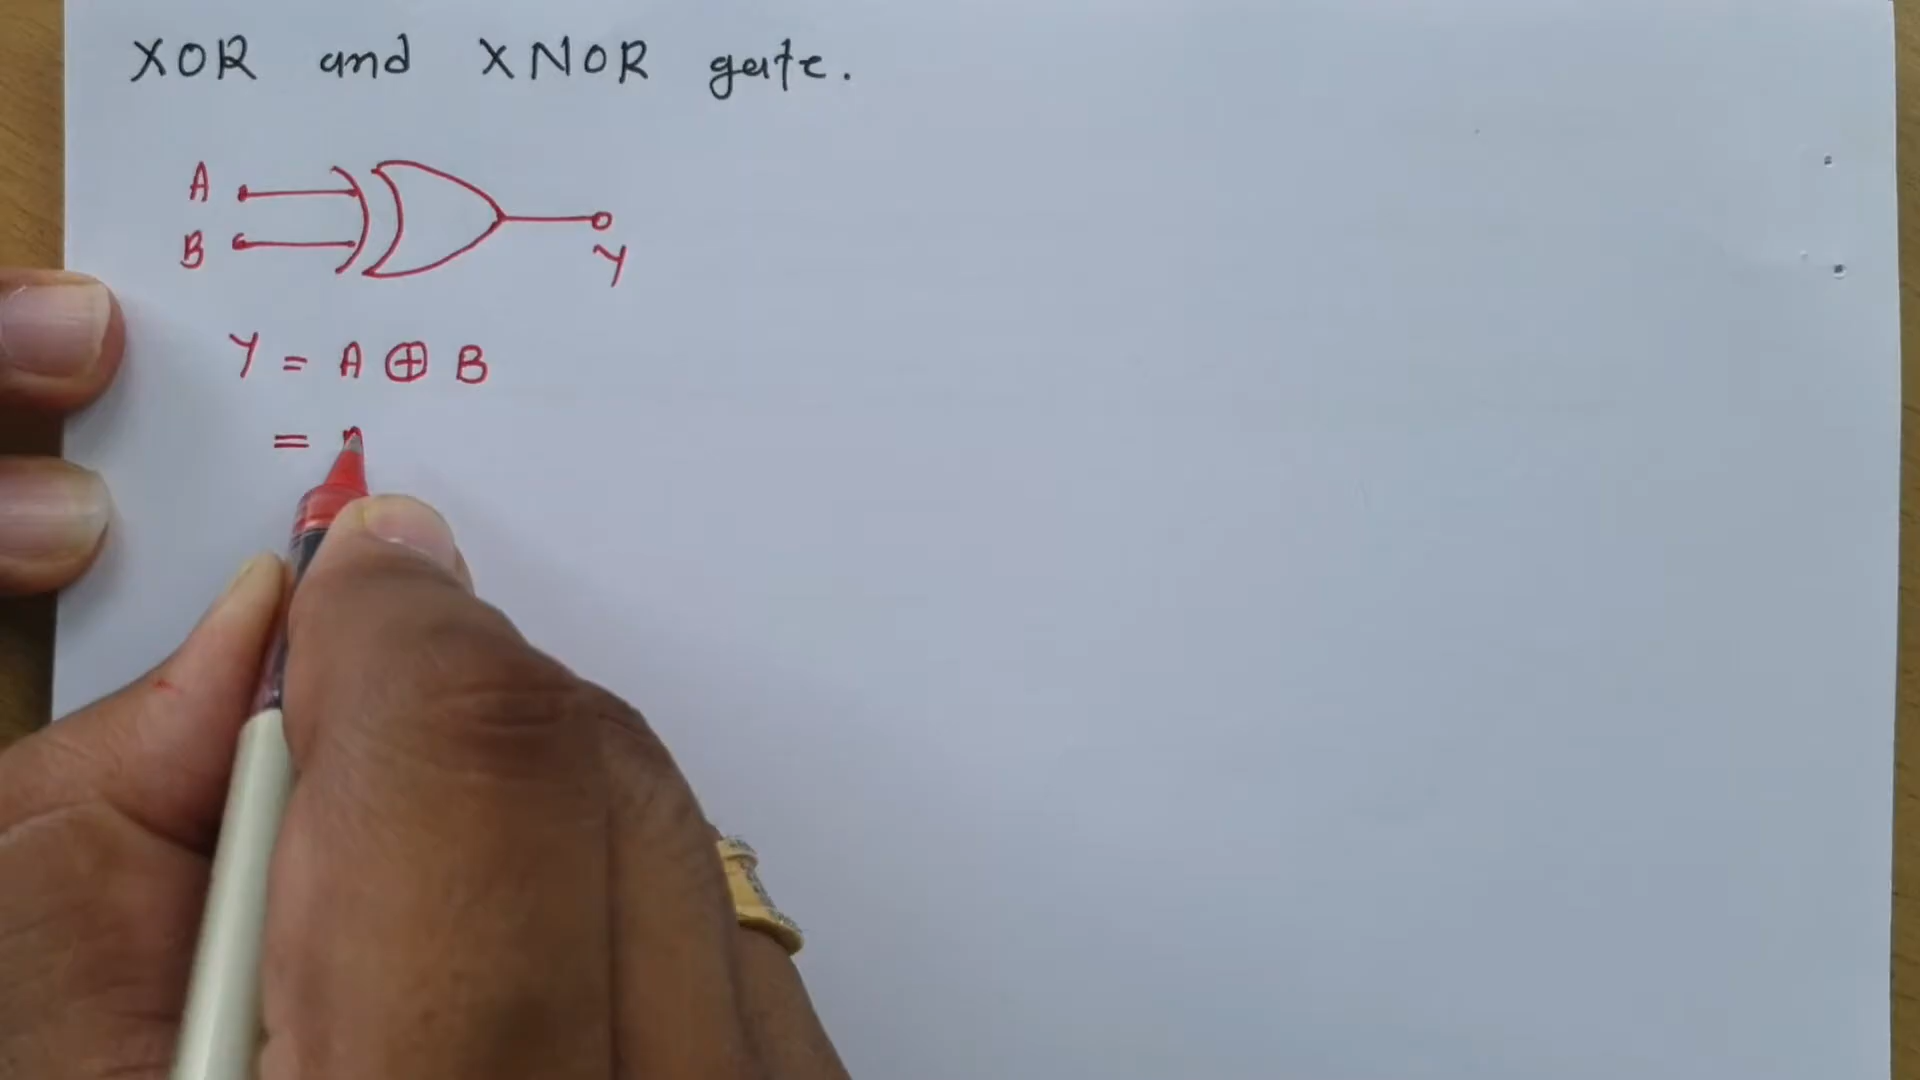 XOR and XNOR gate.
A
B
Y
Y = A ⊕ B
=